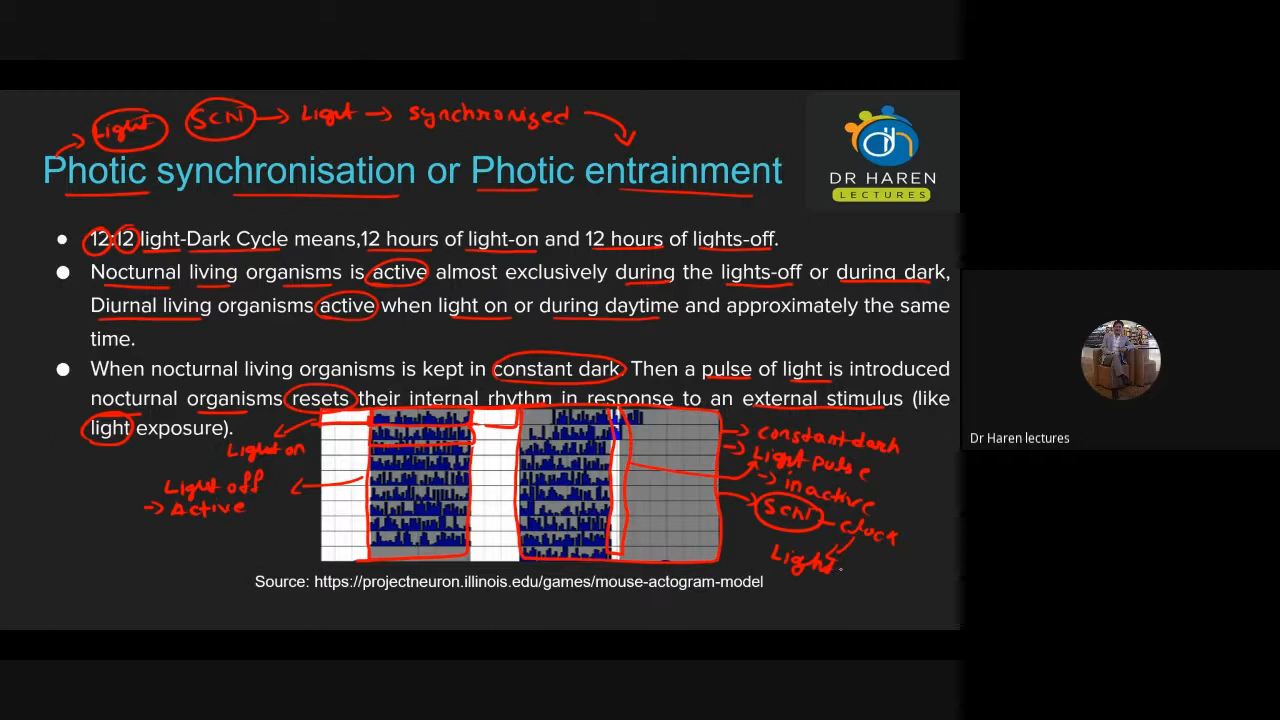 Light SCN → Light → synchronized
Photic synchronisation or Photic entrainment
DR HAREN
LECTURES
● 12:12 light-Dark Cycle means,12 hours of light-on and 12 hours of lights-off.
● Nocturnal living organisms is active almost exclusively during the lights-off or during dark,
Diurnal living organisms active when light on or during daytime and approximately the same
time.
● When nocturnal living organisms is kept in constant dark. Then a pulse of light is introduced
nocturnal organisms resets their internal rhythm in response to an external stimulus (like
light exposure).
Light on
Light off
→ Active
→ constant dark
→ Light pulse
→ inactive
SCN - clock
Light
Source: https://projectneuron.illinois.edu/games/mouse-actogram-model
Dr Haren lectures